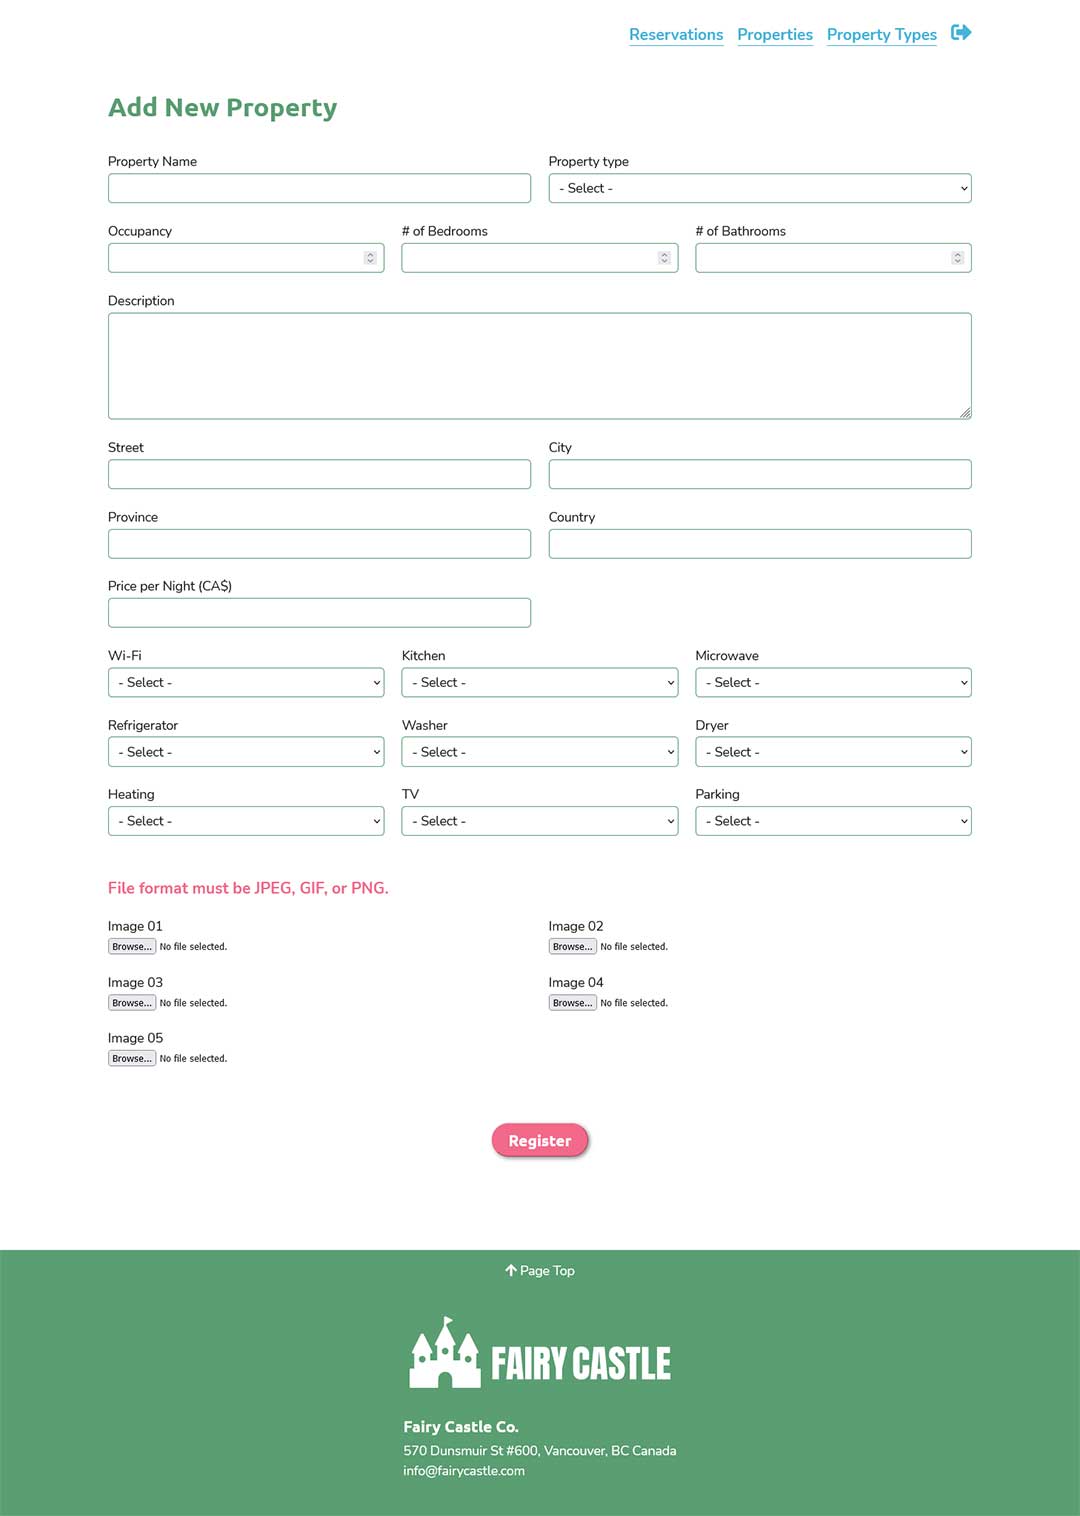 Reservations Properties Property Types
Add New Property
Property Name Property type
- Select -
Occupancy # of Bedrooms # of Bathrooms
Description
Street City
Province Country
Price per Night (CA$)
Wi-Fi Kitchen Microwave
- Select - - Select - - Select -
Refrigerator Washer Dryer
- Select - - Select - - Select -
Heating TV Parking
- Select - - Select - - Select -
File format must be JPEG, GIF, or PNG.
Image 01 Image 02
Browse... No file selected. Browse... No file selected.
Image 03 Image 04
Browse... No file selected. Browse... No file selected.
Image 05
Browse... No file selected.
Register
Page Top
FAIRY CASTLE
Fairy Castle Co.
570 Dunsmuir St #600, Vancouver, BC Canada
info@fairycastle.com